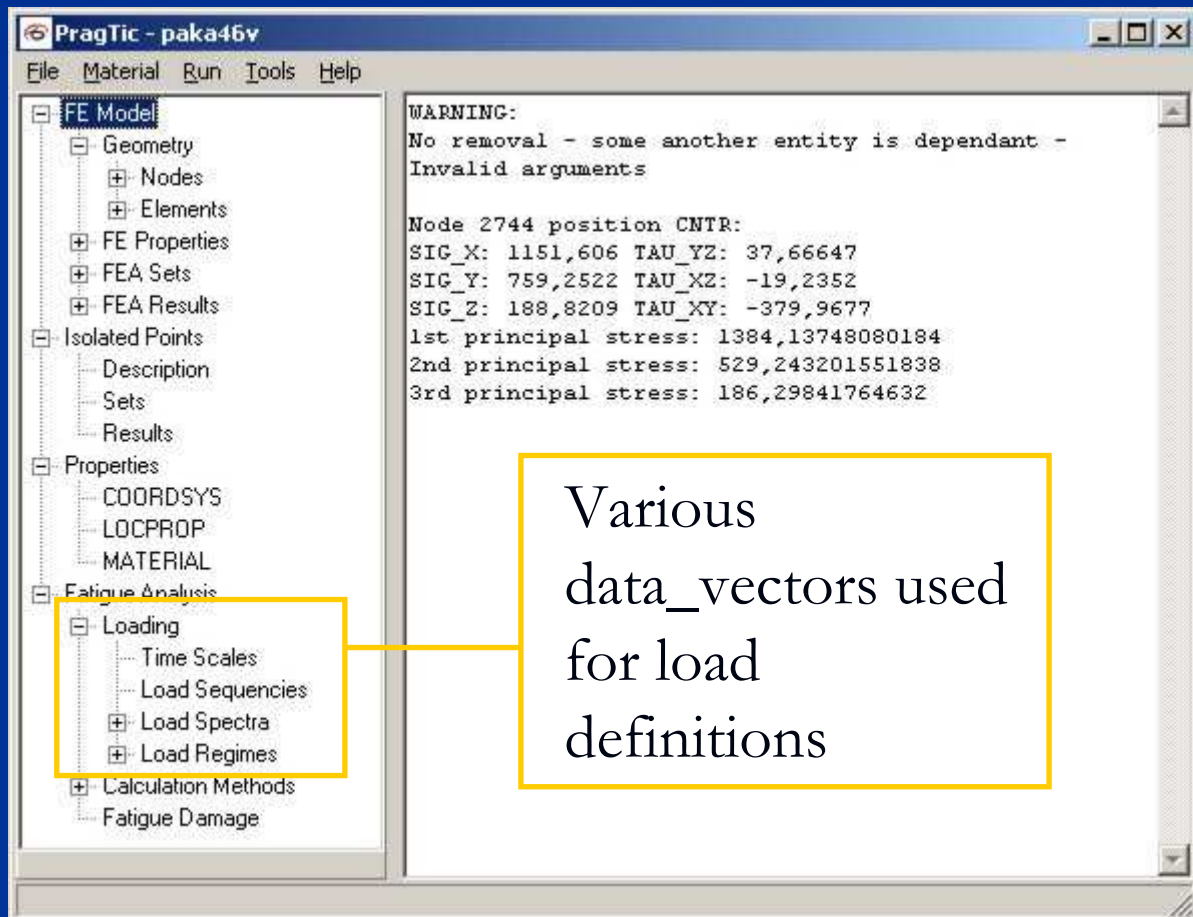 PragTic - paka46v
File Material Run Tools Help
FE Model
Geometry
Nodes
Elements
FE Properties
FEA Sets
FEA Results
Isolated Points
Description
Sets
Results
Properties
COORDSYS
LOCPROP
MATERIAL
Fatigue Analysis
Loading
Time Scales
Load Sequencies
Load Spectra
Load Regimes
Calculation Methods
Fatigue Damage
WARNING:
No removal - some another entity is dependant -
Invalid arguments
Node 2744 position CNTR:
SIG_X: 1151,606 TAU_YZ: 37,66647
SIG_Y: 759,2522 TAU_XZ: -19,2352
SIG_Z: 188,8209 TAU_XY: -379,9677
1st principal stress: 1384,13748080184
2nd principal stress: 529,243201551838
3rd principal stress: 186,29841764632
Various
data_vectors used
for load
definitions